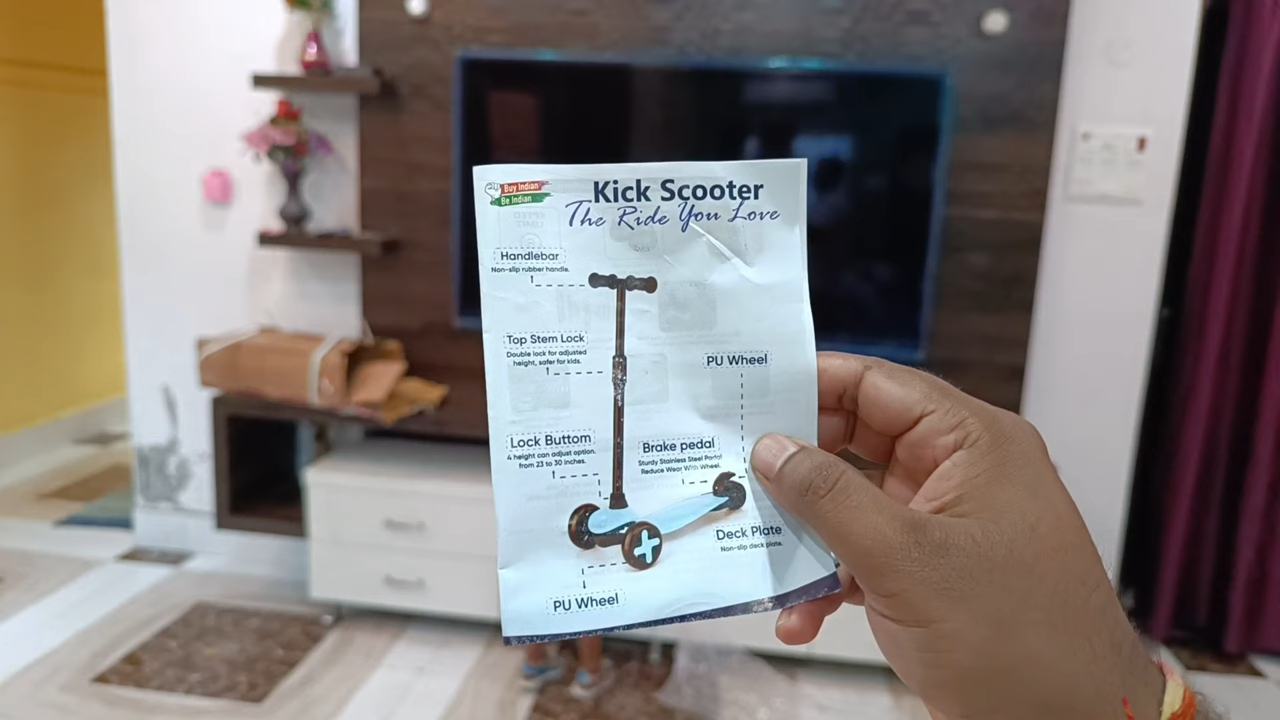 Buy Indian
Be Indian
Kick Scooter
The Ride You Love
Handlebar
Non-slip rubber handle.
Top Stem Lock
Double lock for adjusted
height, safer for kids.
PU Wheel
Lock Buttom
4 height can adjust option.
from 23 to 30 inches.
Brake pedal
Sturdy Stainless Steel Pedal
Reduce Wear With Wheel.
Deck Plate
Non-slip deck plate.
PU Wheel